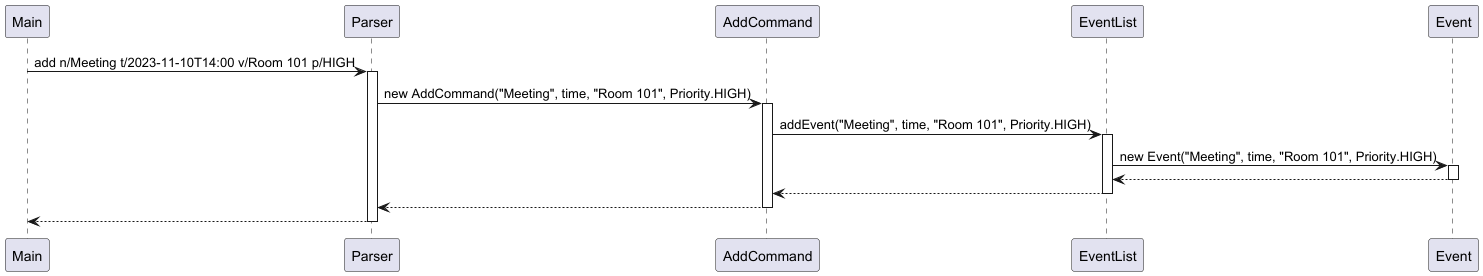 Main Parser AddCommand EventList Event
add n/Meeting t/2023-11-10T14:00 v/Room 101 p/HIGH
new AddCommand("Meeting", time, "Room 101", Priority.HIGH)
addEvent("Meeting", time, "Room 101", Priority.HIGH)
new Event("Meeting", time, "Room 101", Priority.HIGH)
Main Parser AddCommand EventList Event